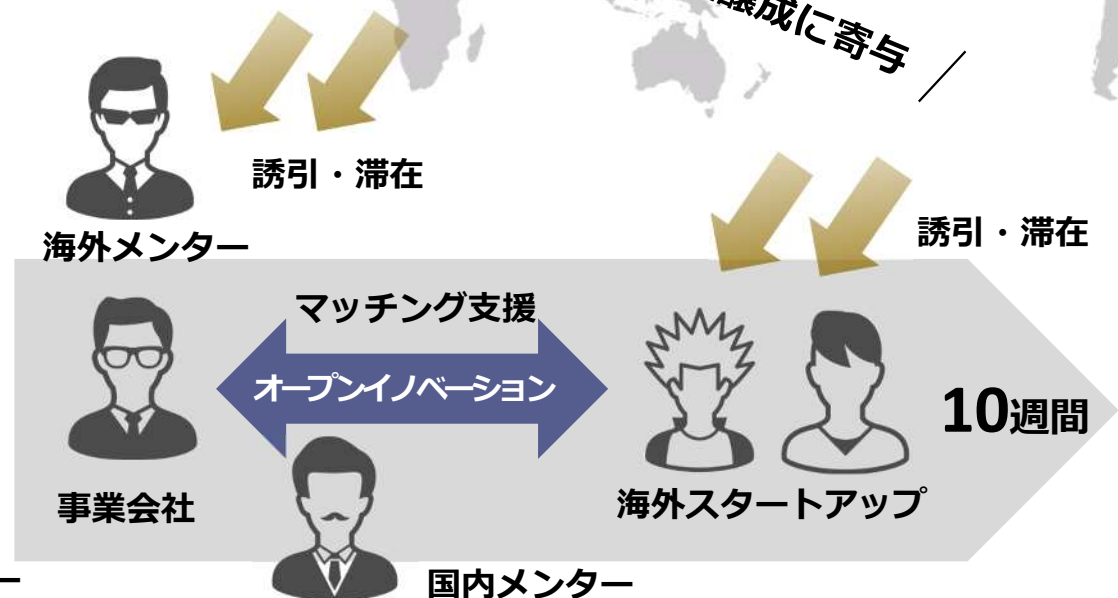 醸成に寄与
誘引・滞在
海外メンター
誘引・滞在
マッチング支援
オープンイノベーション
10週間
事業会社
海外スタートアップ
国内メンター